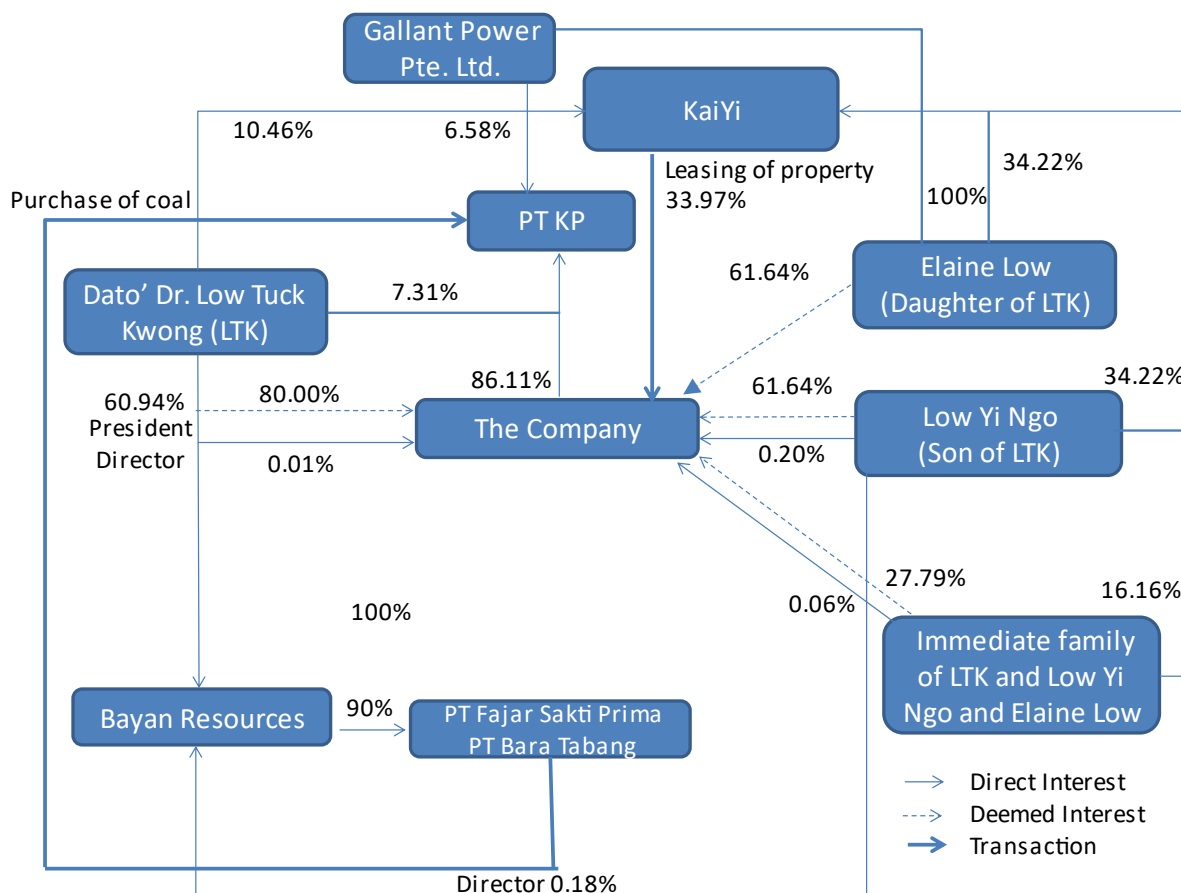 Gallant Power
Pte. Ltd.
KaiYi
10.46%
6.58%
34.22%
Leasing of property
33.97%
100%
Purchase of coal
PT KP
61.64%
Elaine Low
(Daughter of LTK)
Dato’ Dr. Low Tuck
Kwong (LTK)
7.31%
86.11%
60.94%
President
Director
80.00%
0.01%
The Company
61.64%
0.20%
34.22%
Low Yi Ngo
(Son of LTK)
27.79%
0.06%
16.16%
Immediate family
of LTK and Low Yi
Ngo and Elaine Low
100%
Bayan Resources
90%
PT Fajar Sakti Prima
PT Bara Tabang
Direct Interest
Deemed Interest
Transaction
Director 0.18%